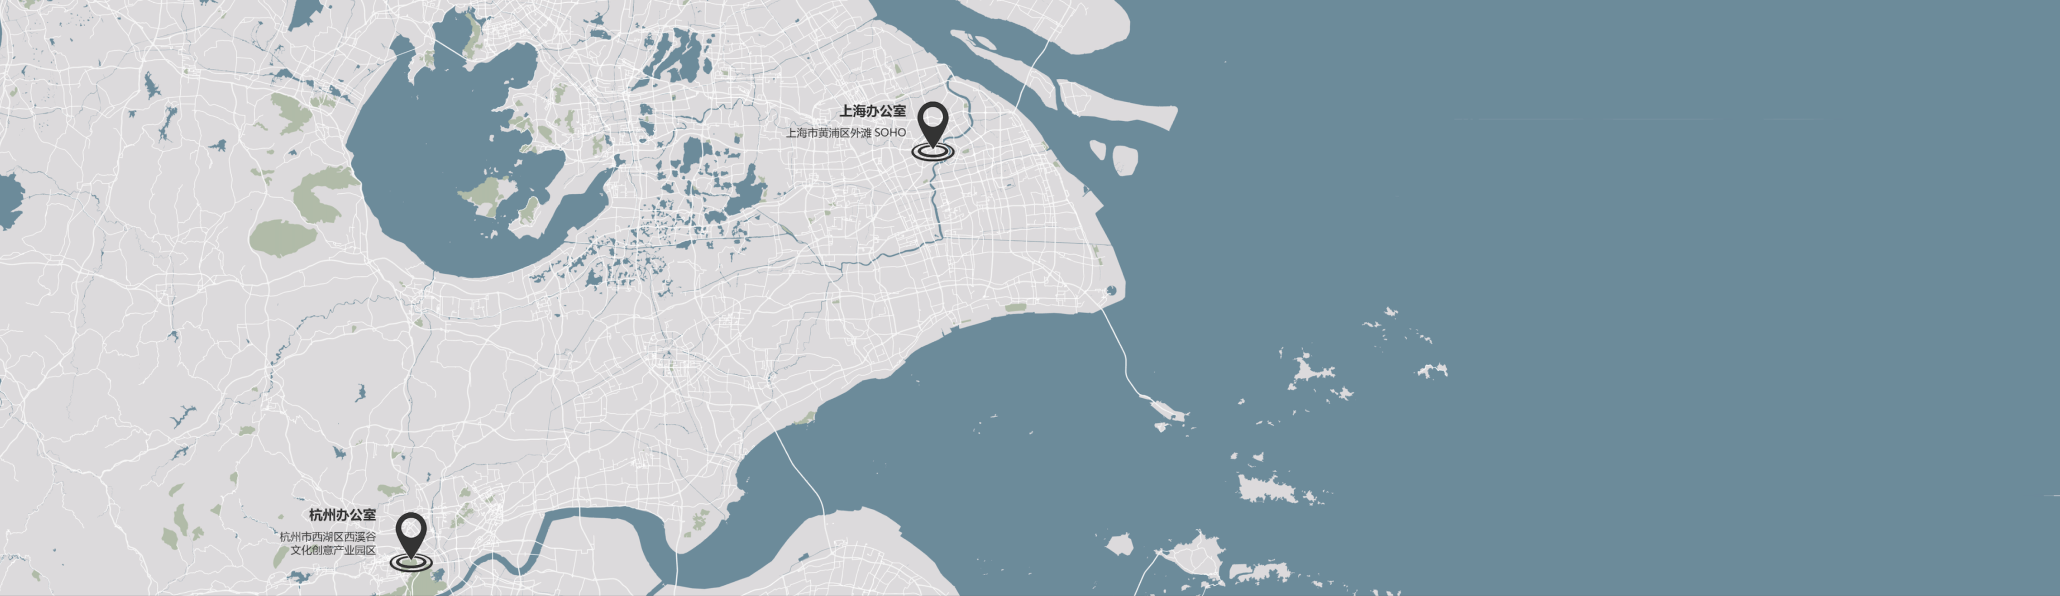 上海办公室
上海市黄浦区外滩 SOHO
杭州办公室
杭州市西湖区西溪谷
文化创意产业园区